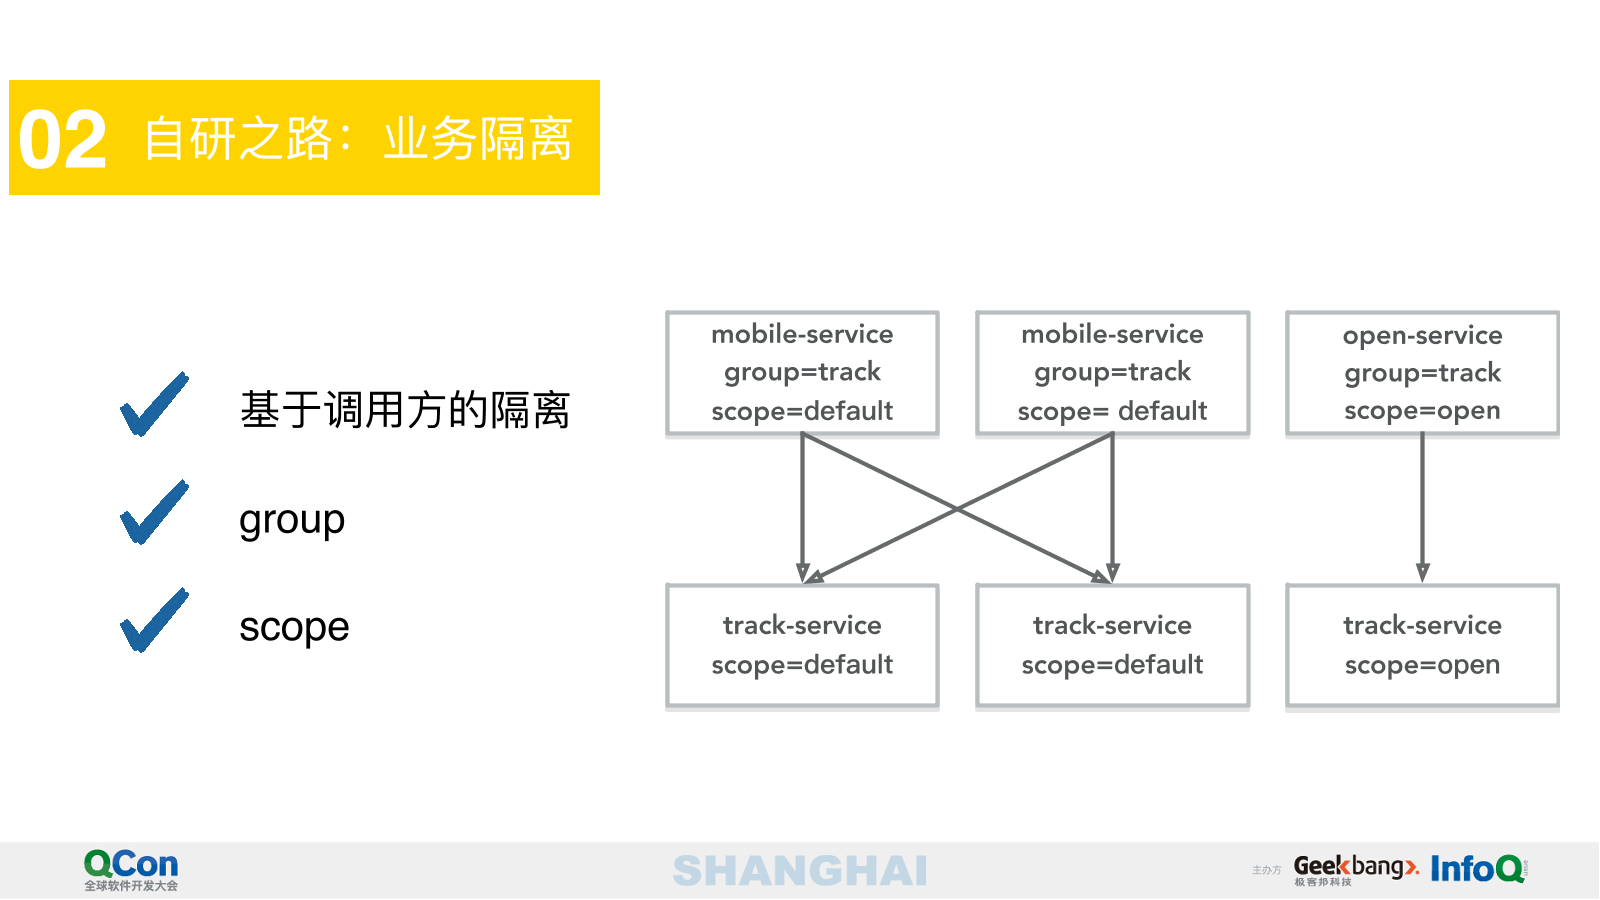 02 自研之路：业务隔离
基于调用方的隔离
group
scope
mobile-service
group=track
scope=default
mobile-service
group=track
scope= default
open-service
group=track
scope=open
track-service
scope=default
track-service
scope=default
track-service
scope=open
QCon
全球软件开发大会
SHANGHAI
主办方
Geekbang>.
极客邦科技
InfoQ